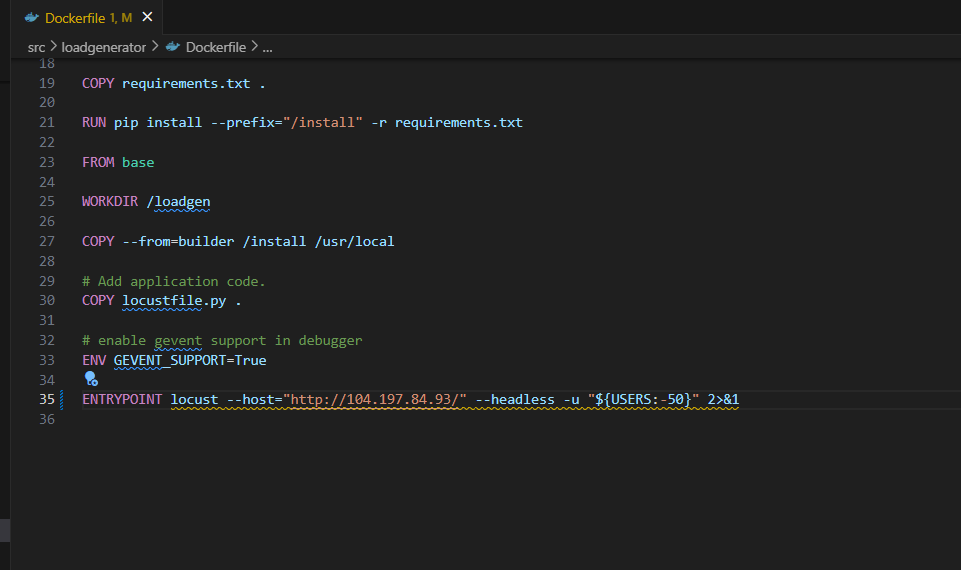 Dockerfile 1, M
src > loadgenerator > Dockerfile > ...
18
19 COPY requirements.txt .
20
21 RUN pip install --prefix="/install" -r requirements.txt
22
23 FROM base
24
25 WORKDIR /loadgen
26
27 COPY --from=builder /install /usr/local
28
29 # Add application code.
30 COPY locustfile.py .
31
32 # enable gevent support in debugger
33 ENV GEVENT_SUPPORT=True
34
35 ENTRYPOINT locust --host="http://104.197.84.93/" --headless -u "${USERS:-50}" 2>&1
36